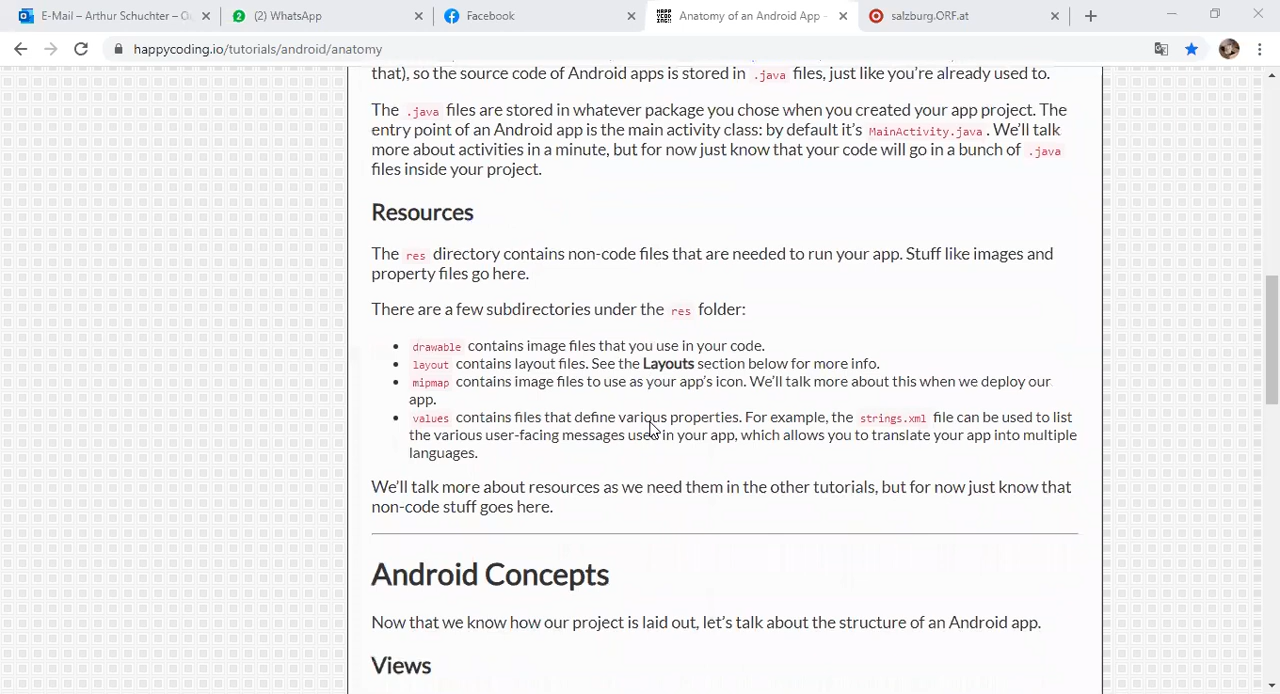 E-Mail – Arthur Schuchter – O
(2) WhatsApp
Facebook
Anatomy of an Android App -
salzburg.ORF.at
happycoding.io/tutorials/android/anatomy
that), so the source code of Android apps is stored in .java files, just like you're already used to.
The .java files are stored in whatever package you chose when you created your app project. The
entry point of an Android app is the main activity class: by default it's MainActivity.java. We'll talk
more about activities in a minute, but for now just know that your code will go in a bunch of .java
files inside your project.
Resources
The res directory contains non-code files that are needed to run your app. Stuff like images and
property files go here.
There are a few subdirectories under the res folder:
• drawable contains image files that you use in your code.
• layout contains layout files. See the Layouts section below for more info.
• mipmap contains image files to use as your app's icon. We'll talk more about this when we deploy our
app.
• values contains files that define various properties. For example, the strings.xml file can be used to list
the various user-facing messages used in your app, which allows you to translate your app into multiple
languages.
We'll talk more about resources as we need them in the other tutorials, but for now just know that
non-code stuff goes here.
Android Concepts
Now that we know how our project is laid out, let's talk about the structure of an Android app.
Views